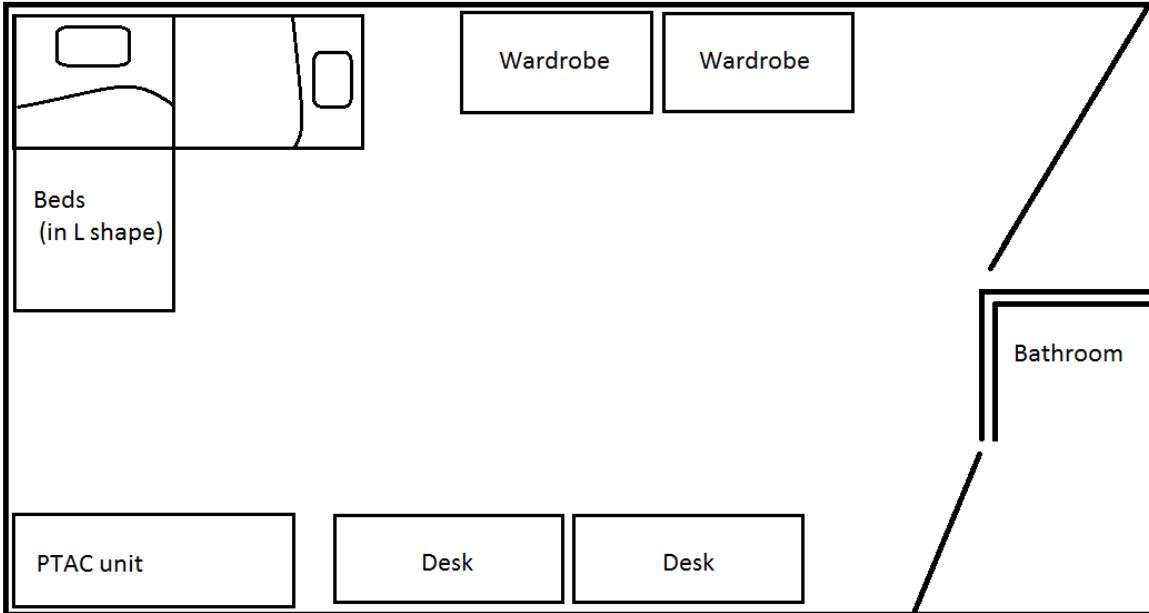 Wardrobe
Wardrobe
Beds
(in L shape)
Bathroom
PTAC unit
Desk
Desk